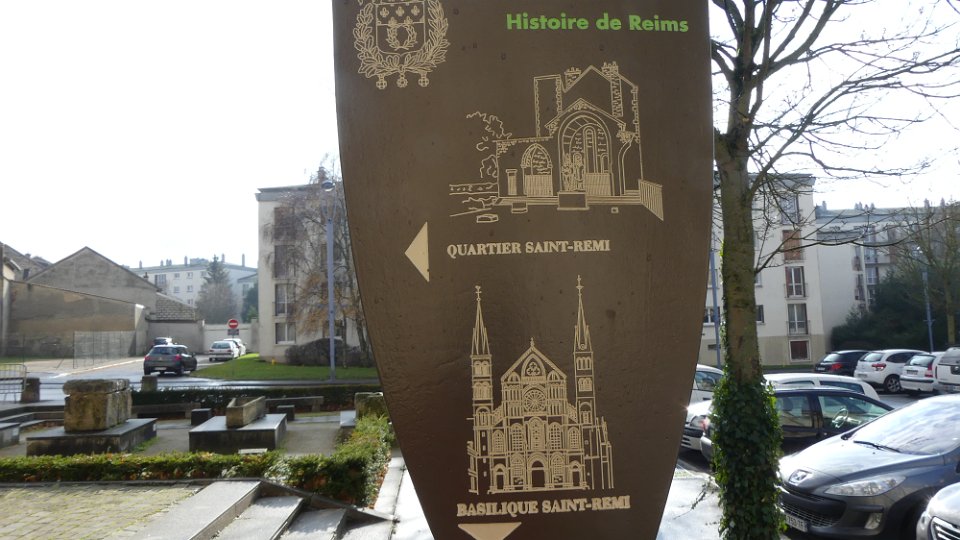 Histoire de Reims
QUARTIER SAINT-REMI
BASILIQUE SAINT-REMI